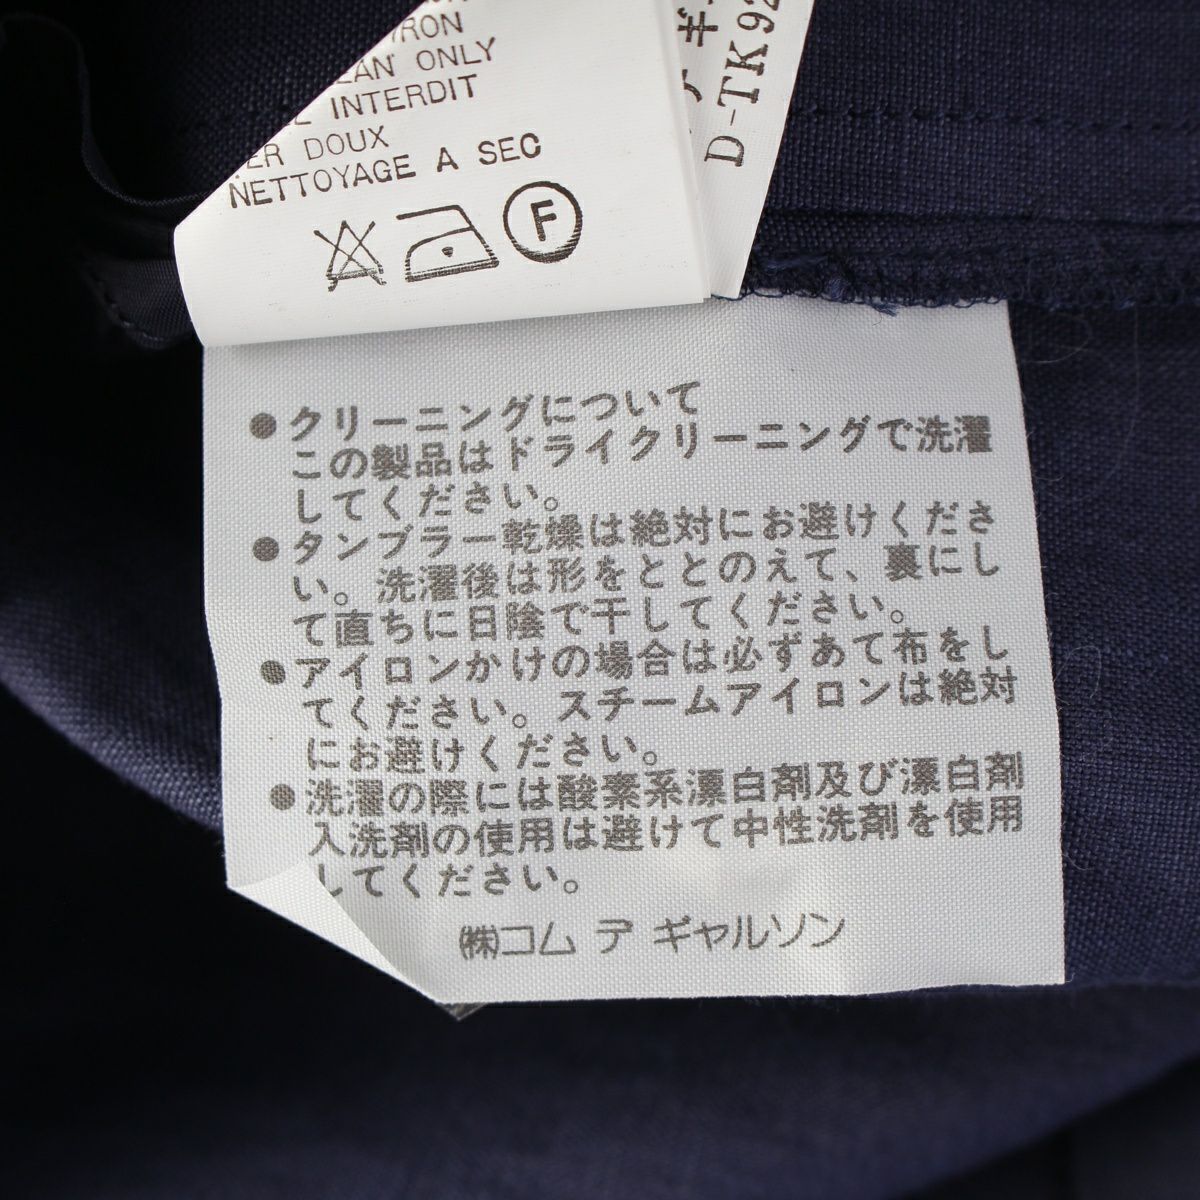 IRON
ONLY
INTERDIT
DOUX
NETTOYAGE A SEC
F
D-TK92
●クリーニングについて
この製品はドライクリーニングで洗濯
してください。
●タンブラー乾燥は絶対にお避けくださ
い。洗濯後は形をととのえて、裏にし
て直ちに日陰で干してください。
●アイロンかけの場合は必ずあて布をし
てください。スチームアイロンは絶対
にお避けください。
●洗濯の際には酸素系漂白剤及び漂白剤
入洗剤の使用は避けて中性洗剤を使用
してください。
㈱コム デ ギャルソン